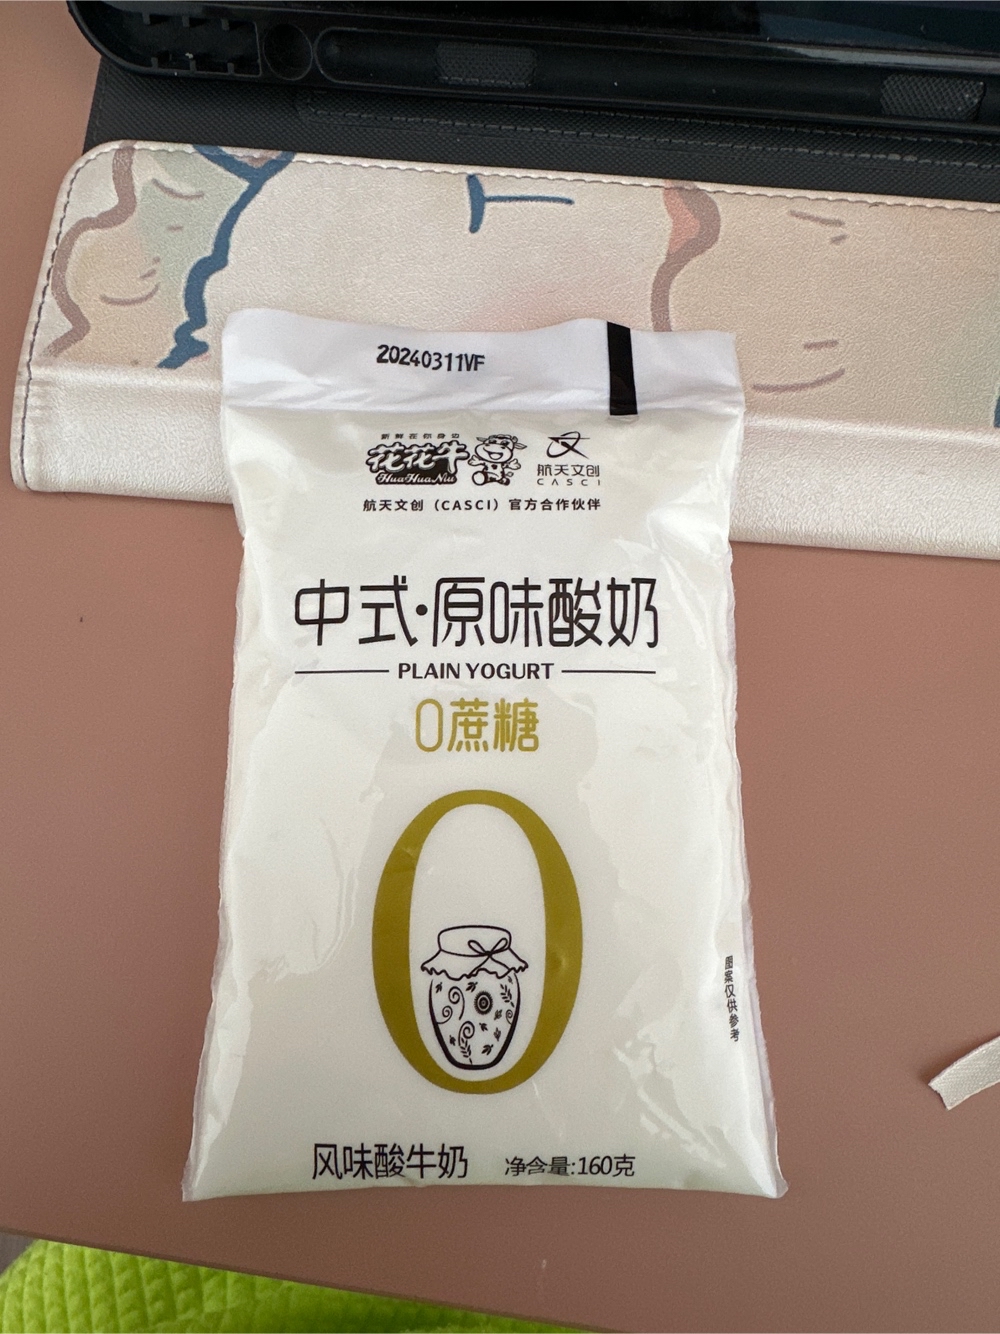 20240311VF
新鲜在你身边
花花牛
HuaHuaNiu
航天文创
CASCI
航天文创（CASCI）官方合作伙伴
中式·原味酸奶
PLAIN YOGURT
0蔗糖
0
图案仅供参考
风味酸牛奶 净含量:160克